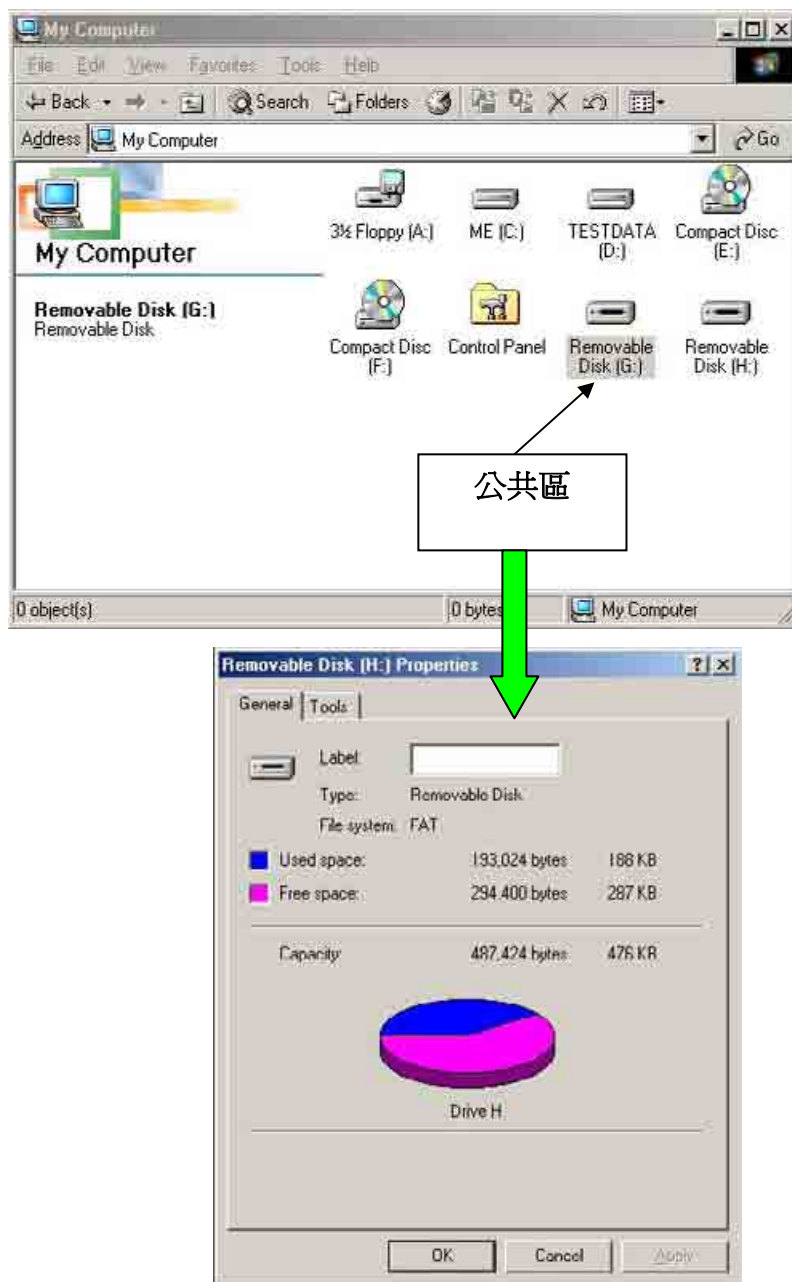 My Computer
File Edit View Favorites Tools Help
Back Search Folders
Address My Computer Go
My Computer
Removable Disk (G:)
Removable Disk
3½ Floppy (A:)
ME (C:)
TESTDATA
(D:)
Compact Disc
(E:)
Compact Disc
(F:)
Control Panel
Removable
Disk (G:)
Removable
Disk (H:)
公共區
0 object(s) 0 bytes My Computer
Removable Disk (H:) Properties
General Tools
Label:
Type: Removable Disk
File system: FAT
Used space: 193,024 bytes 188 KB
Free space: 294,400 bytes 287 KB
Capacity: 487,424 bytes 476 KB
Drive H
OK Cancel Apply